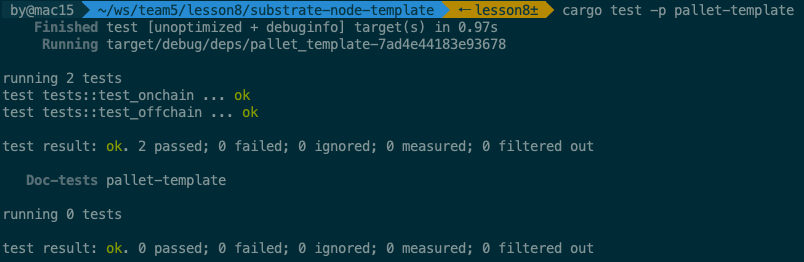 by@mac15 ~/ws/team5/lesson8/substrate-node-template ← lesson8± cargo test -p pallet-template
Finished test [unoptimized + debuginfo] target(s) in 0.97s
Running target/debug/deps/pallet_template-7ad4e44183e93678
running 2 tests
test tests::test_onchain ... ok
test tests::test_offchain ... ok
test result: ok. 2 passed; 0 failed; 0 ignored; 0 measured; 0 filtered out
Doc-tests pallet-template
running 0 tests
test result: ok. 0 passed; 0 failed; 0 ignored; 0 measured; 0 filtered out